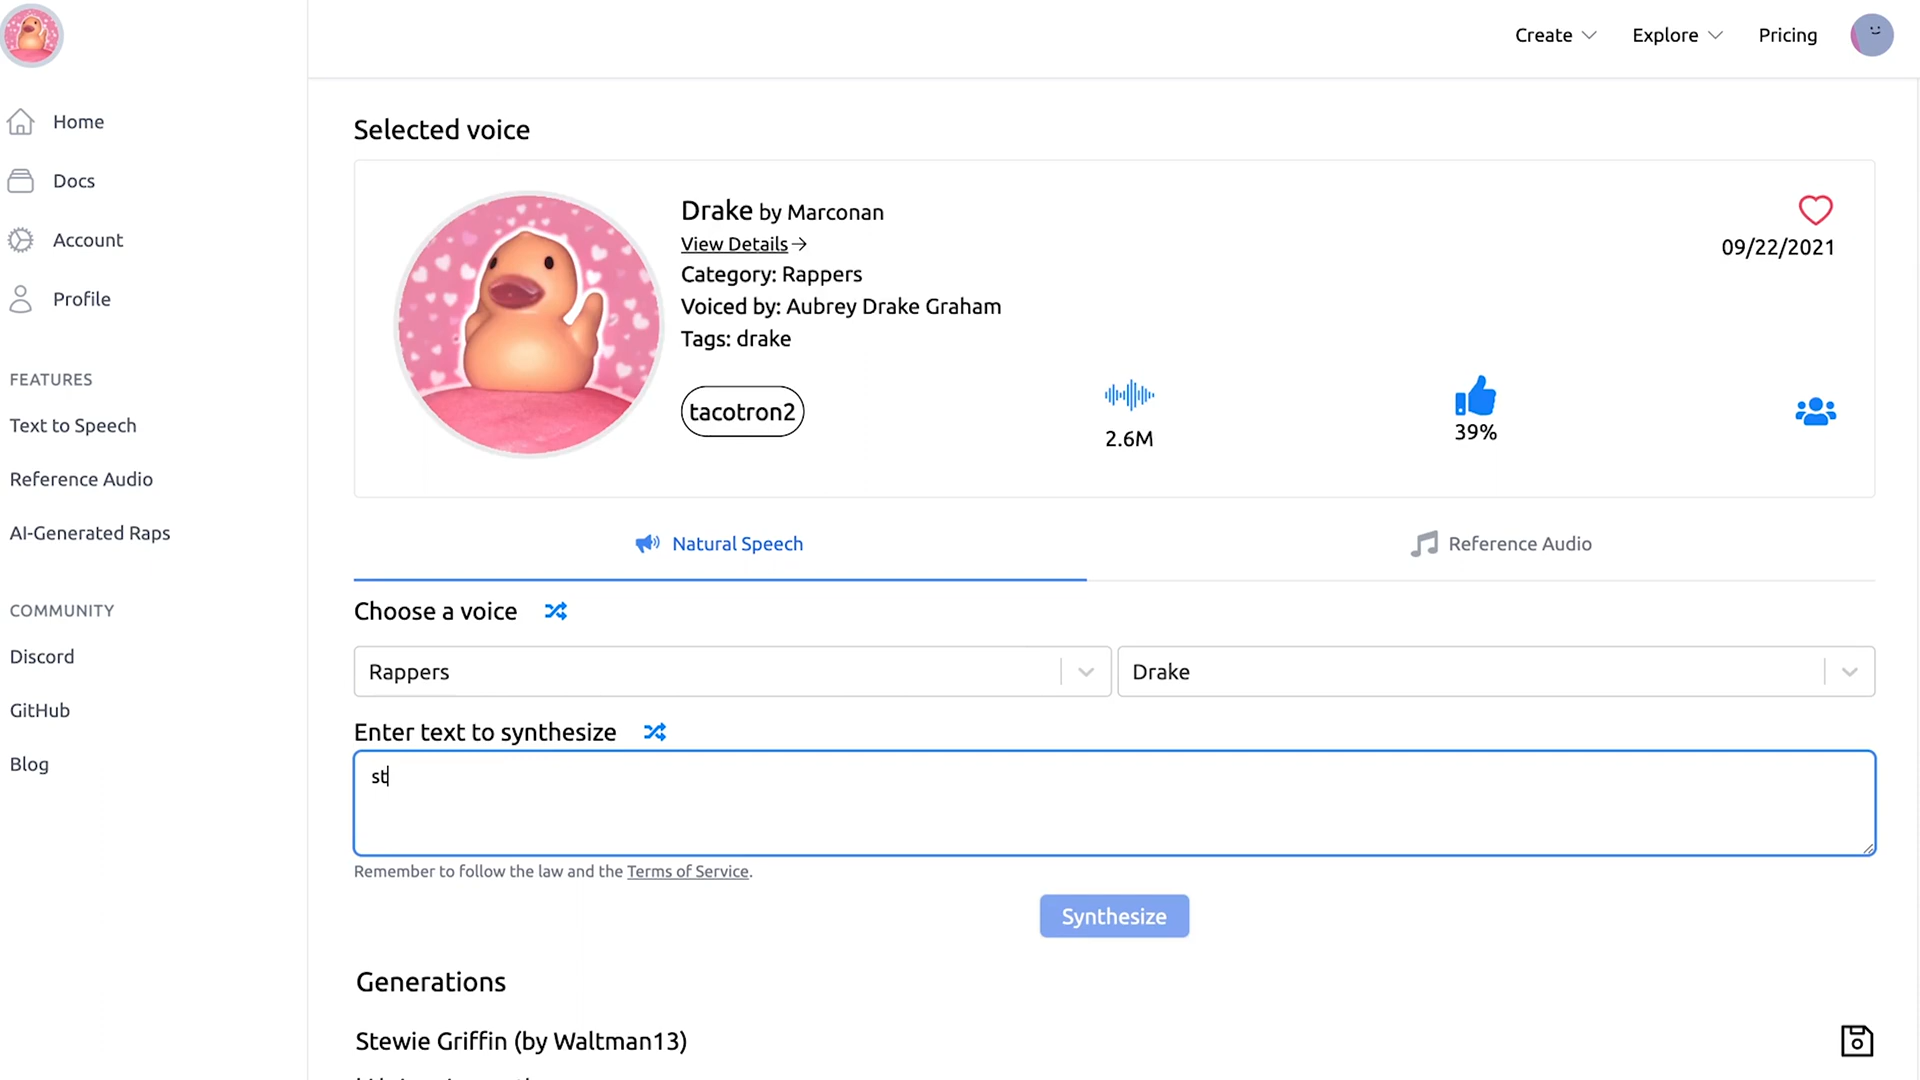 Create
Explore
Pricing
Home
Docs
Account
Profile
FEATURES
Text to Speech
Reference Audio
AI-Generated Raps
COMMUNITY
Discord
GitHub
Blog
Selected voice
Drake by Marconan
View Details
Category: Rappers
Voiced by: Aubrey Drake Graham
Tags: drake
tacotron2
09/22/2021
2.6M
39%
Natural Speech
Reference Audio
Choose a voice
Rappers
Drake
Enter text to synthesize
st
Remember to follow the law and the Terms of Service.
Synthesize
Generations
Stewie Griffin (by Waltman13)